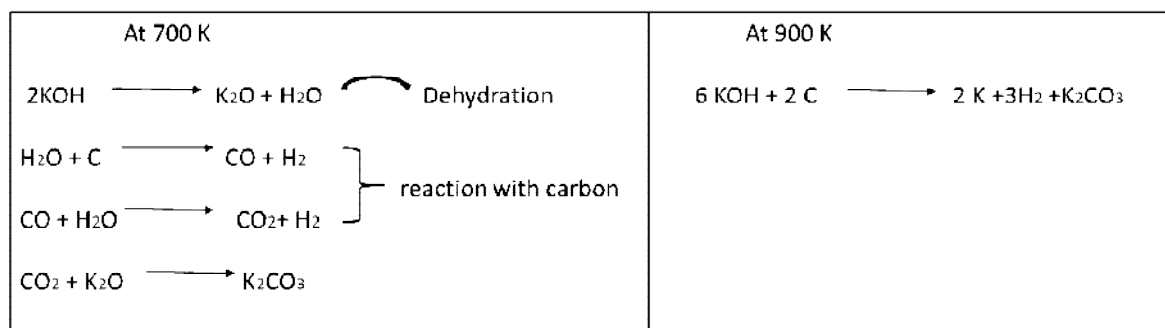 At 700 K
2KOH → K2O + H2O Dehydration
H2O + C → CO + H2
reaction with carbon
CO + H2O → CO2+ H2
CO2 + K2O → K2CO3
At 900 K
6 KOH + 2 C → 2 K +3H2 +K2CO3